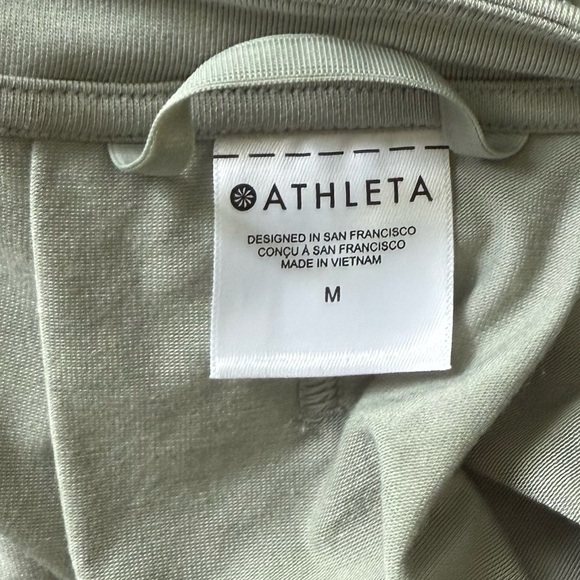 ATHLETA
DESIGNED IN SAN FRANCISCO
CONÇU À SAN FRANCISCO
MADE IN VIETNAM
M